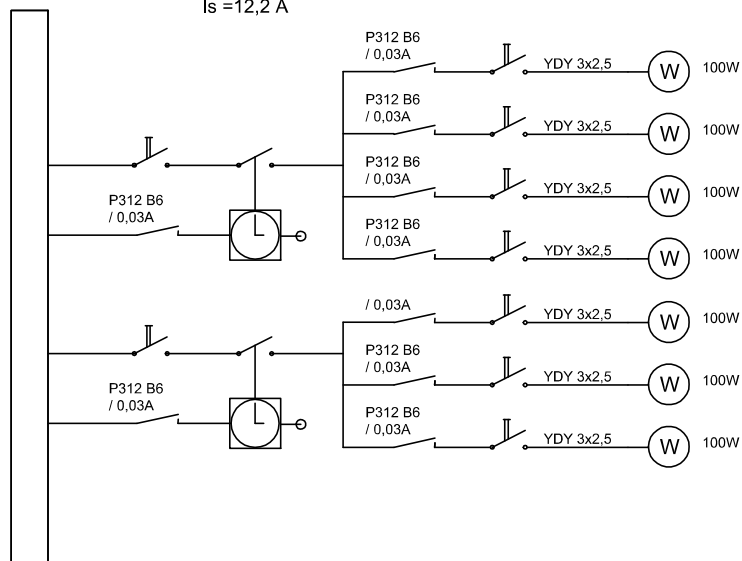 Is =12,2 A
P312 B6
/ 0,03A
YDY 3x2,5
W
100W
P312 B6
/ 0,03A
YDY 3x2,5
W
100W
P312 B6
/ 0,03A
YDY 3x2,5
W
100W
P312 B6
/ 0,03A
P312 B6
/ 0,03A
YDY 3x2,5
W
100W
/ 0,03A
YDY 3x2,5
W
100W
P312 B6
/ 0,03A
YDY 3x2,5
W
100W
P312 B6
/ 0,03A
P312 B6
/ 0,03A
YDY 3x2,5
W
100W